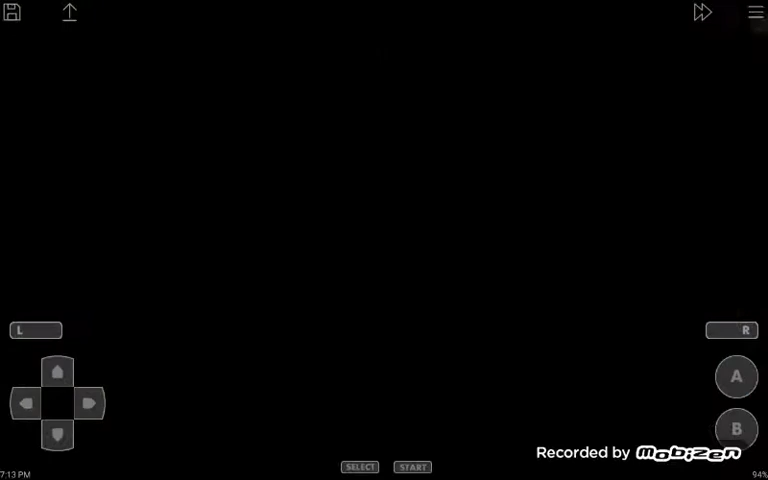 L
R
A
B
Recorded by mobizen
SELECT
START
7:13 PM
94%